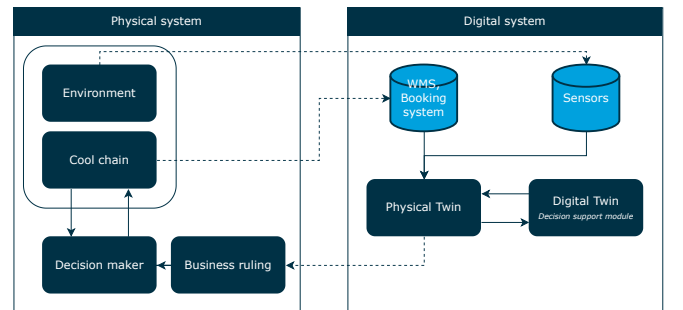 Physical system
Digital system
Environment
Cool chain
Decision maker
Business ruling
WMS,
Booking
system
Sensors
Physical Twin
Digital Twin
Decision support module